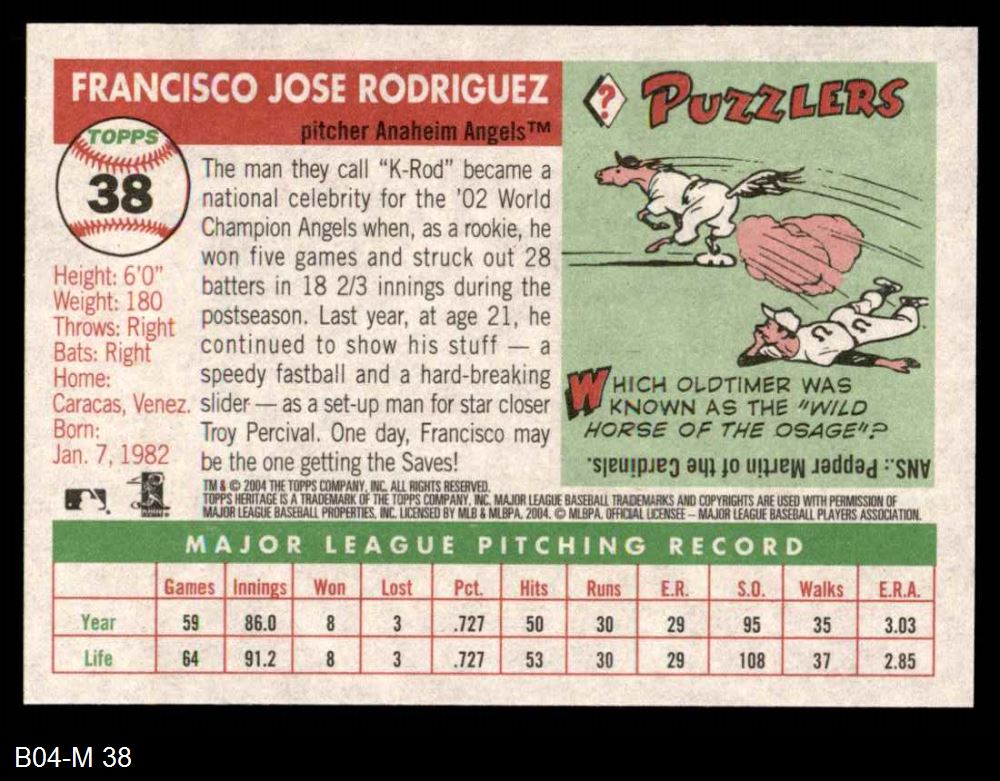 FRANCISCO JOSE RODRIGUEZ
pitcher Anaheim Angels™
TOPPS
38
Height: 6'0"
Weight: 180
Throws: Right
Bats: Right
Home:
Caracas, Venez.
Born:
Jan. 7, 1982
The man they call "K-Rod" became a
national celebrity for the '02 World
Champion Angels when, as a rookie, he
won five games and struck out 28
batters in 18 2/3 innings during the
postseason. Last year, at age 21, he
continued to show his stuff — a
speedy fastball and a hard-breaking
slider — as a set-up man for star closer
Troy Percival. One day, Francisco may
be the one getting the Saves!
? PUZZLERS
WHICH OLDTIMER WAS
KNOWN AS THE "WILD
HORSE OF THE OSAGE"?
ANS.: Pepper Martin of the Cardinals.
TM & © 2004 THE TOPPS COMPANY, INC. ALL RIGHTS RESERVED.
TOPPS HERITAGE IS A TRADEMARK OF THE TOPPS COMPANY, INC. MAJOR LEAGUE BASEBALL TRADEMARKS AND COPYRIGHTS ARE USED WITH PERMISSION OF
MAJOR LEAGUE BASEBALL PROPERTIES, INC. LICENSED BY MLB & MLBPA, 2004. © MLBPA, OFFICIAL LICENSEE – MAJOR LEAGUE BASEBALL PLAYERS ASSOCIATION.
MAJOR LEAGUE PITCHING RECORD
Games Innings Won Lost Pct. Hits Runs E.R. S.O. Walks E.R.A.
Year 59 86.0 8 3 .727 50 30 29 95 35 3.03
Life 64 91.2 8 3 .727 53 30 29 108 37 2.85
B04-M 38